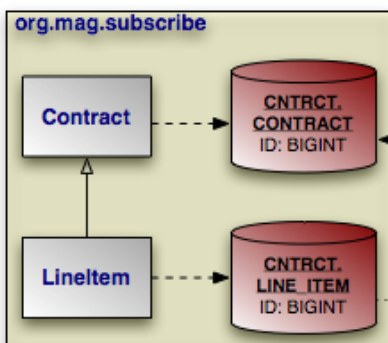 org.mag.subscribe
Contract
CNTRCT.
CONTRACT
ID: BIGINT
LineItem
CNTRCT.
LINE_ITEM
ID: BIGINT